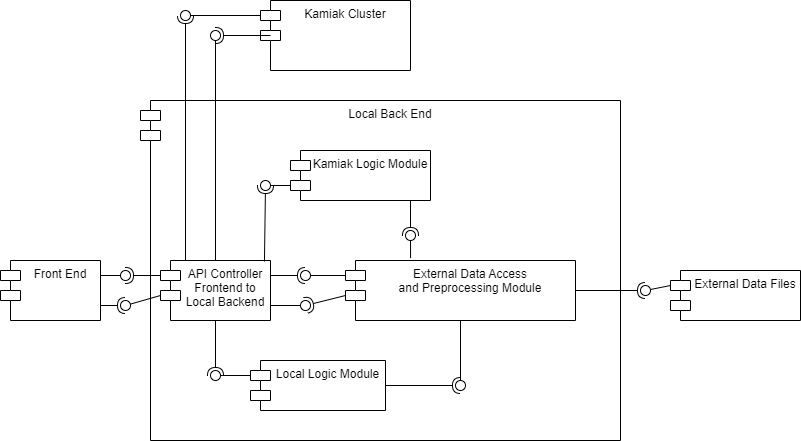 Kamiak Cluster
Local Back End
Kamiak Logic Module
Front End
API Controller
Frontend to
Local Backend
External Data Access
and Preprocessing Module
External Data Files
Local Logic Module